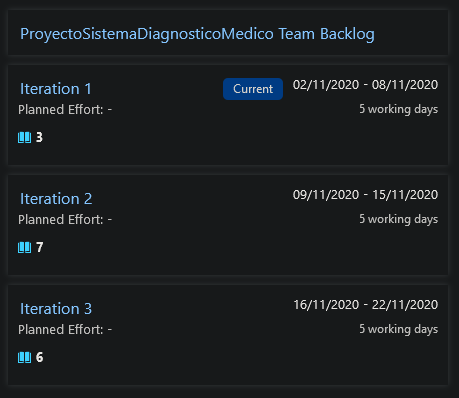 ProyectoSistemaDiagnosticoMedico Team Backlog
Iteration 1 Current 02/11/2020 - 08/11/2020
Planned Effort: - 5 working days
3
Iteration 2 09/11/2020 - 15/11/2020
Planned Effort: - 5 working days
7
Iteration 3 16/11/2020 - 22/11/2020
Planned Effort: - 5 working days
6